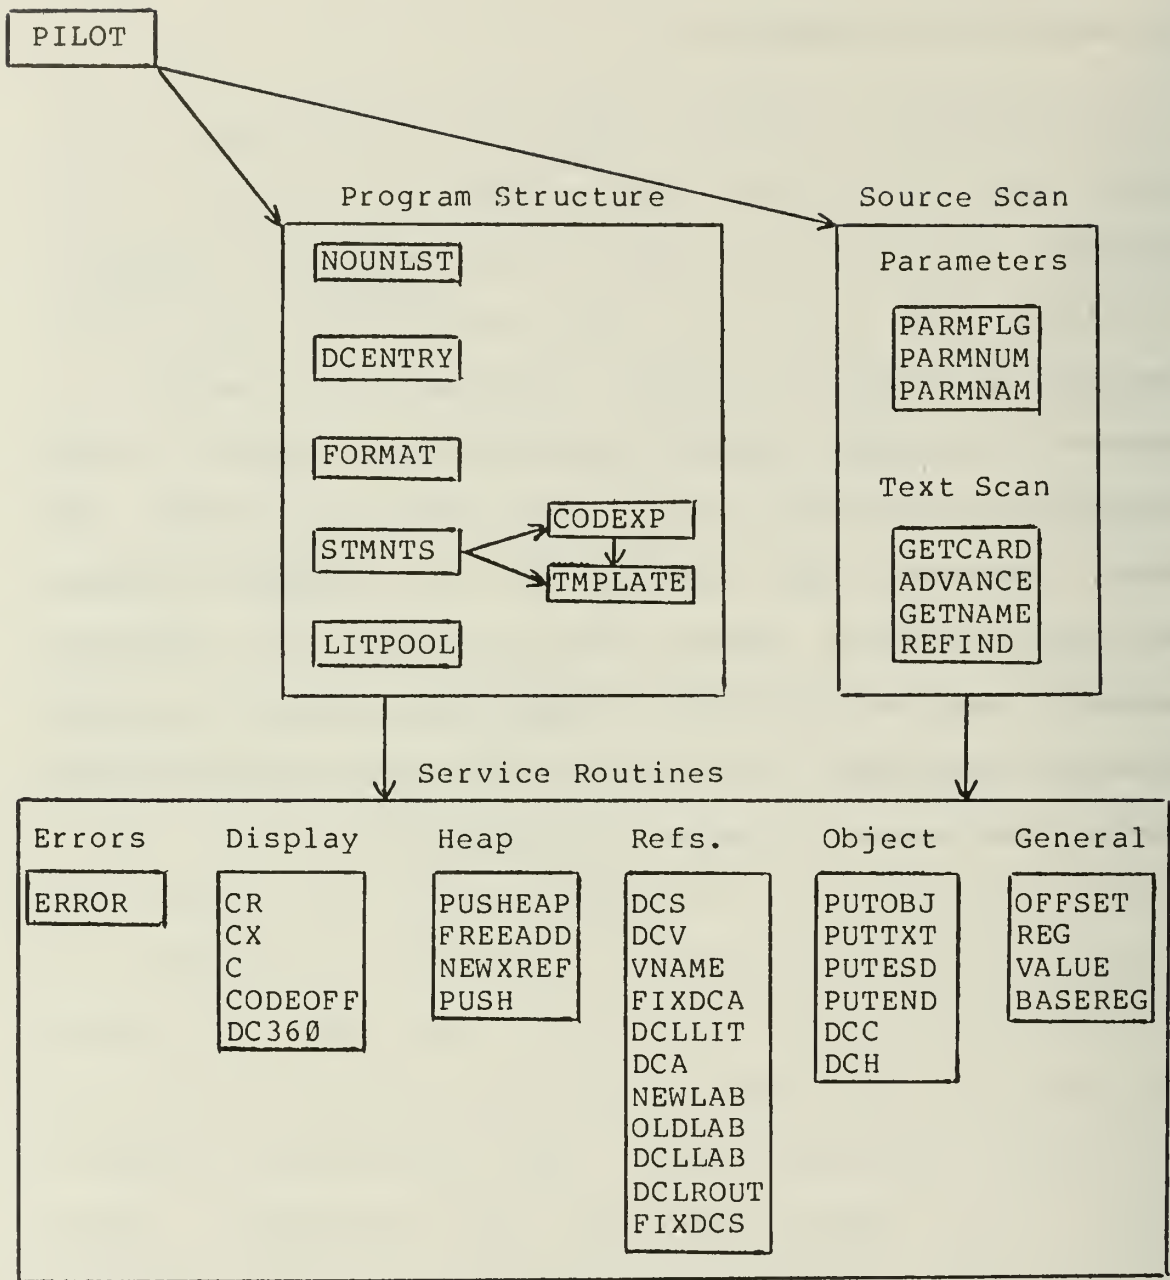 PILOT
Program Structure
NOUNLST
DCENTRY
FORMAT
STMNTS
CODEXP
TMPLATE
LITPOOL
Source Scan
Parameters
PARMFLG
PARMNUM
PARMNAM
Text Scan
GETCARD
ADVANCE
GETNAME
REFIND
Service Routines
Errors
ERROR
Display
CR
CX
C
CODEOFF
DC360
Heap
PUSHEAP
FREEADD
NEWXREF
PUSH
Refs.
DCS
DCV
VNAME
FIXDCA
DCLLIT
DCA
NEWLAB
OLDLAB
DCLLAB
DCLROUT
FIXDCS
Object
PUTOBJ
PUTTXT
PUTESD
PUTEND
DCC
DCH
General
OFFSET
REG
VALUE
BASEREG